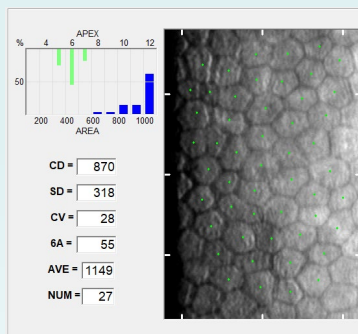 APEX
% 4 6 8 10 12
50
200 400 600 800 1000
AREA
CD = 870
SD = 318
CV = 28
6A = 55
AVE = 1149
NUM = 27